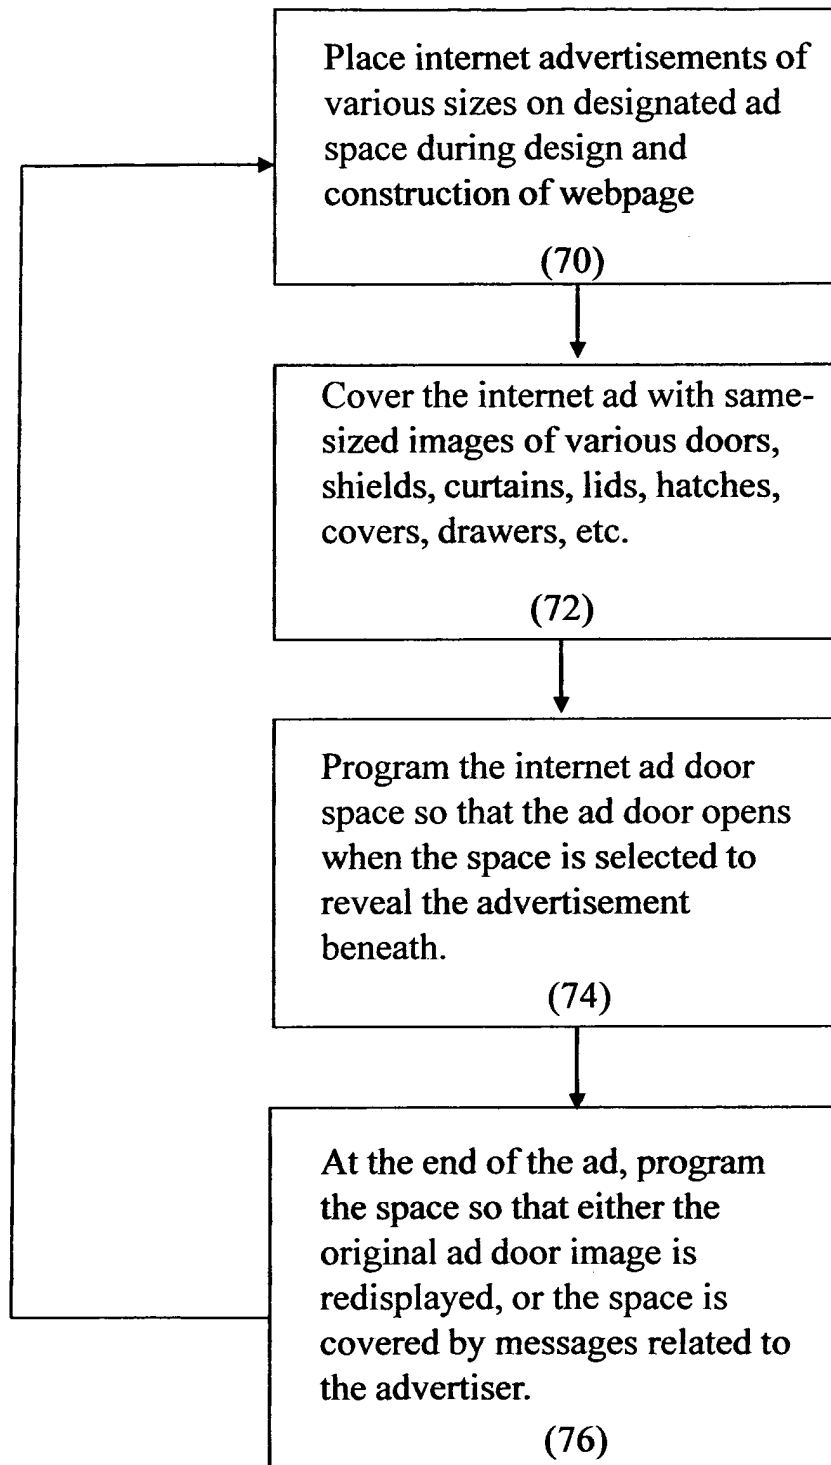 Place internet advertisements of
various sizes on designated ad
space during design and
construction of webpage
(70)
Cover the internet ad with same-
sized images of various doors,
shields, curtains, lids, hatches,
covers, drawers, etc.
(72)
Program the internet ad door
space so that the ad door opens
when the space is selected to
reveal the advertisement
beneath.
(74)
At the end of the ad, program
the space so that either the
original ad door image is
redisplayed, or the space is
covered by messages related to
the advertiser.
(76)